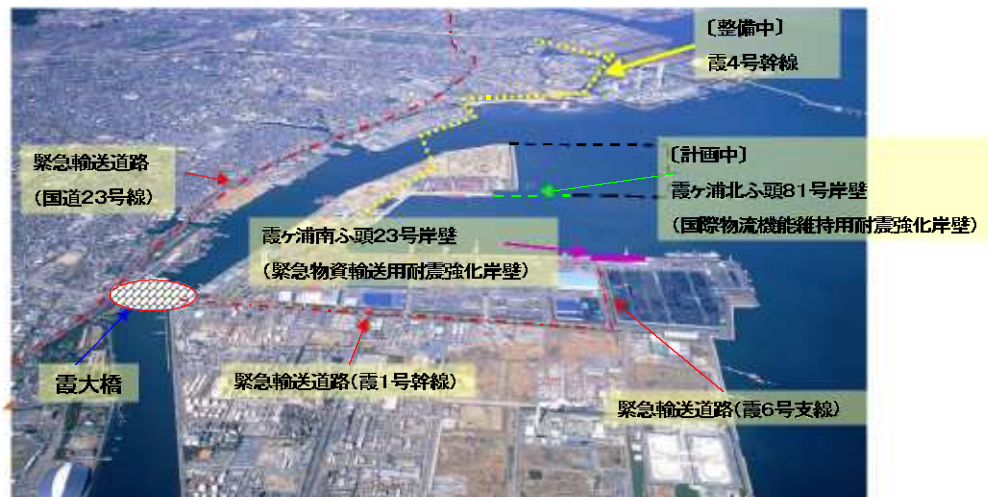 〔整備中〕
霞4号幹線
緊急輸送道路
(国道23号線)
〔計画中〕
霞ヶ浦北ふ頭81号岸壁
(国際物流機能維持用耐震強化岸壁)
霞ヶ浦南ふ頭23号岸壁
(緊急物資輸送用耐震強化岸壁)
霞大橋
緊急輸送道路(霞1号幹線)
緊急輸送道路(霞6号支線)